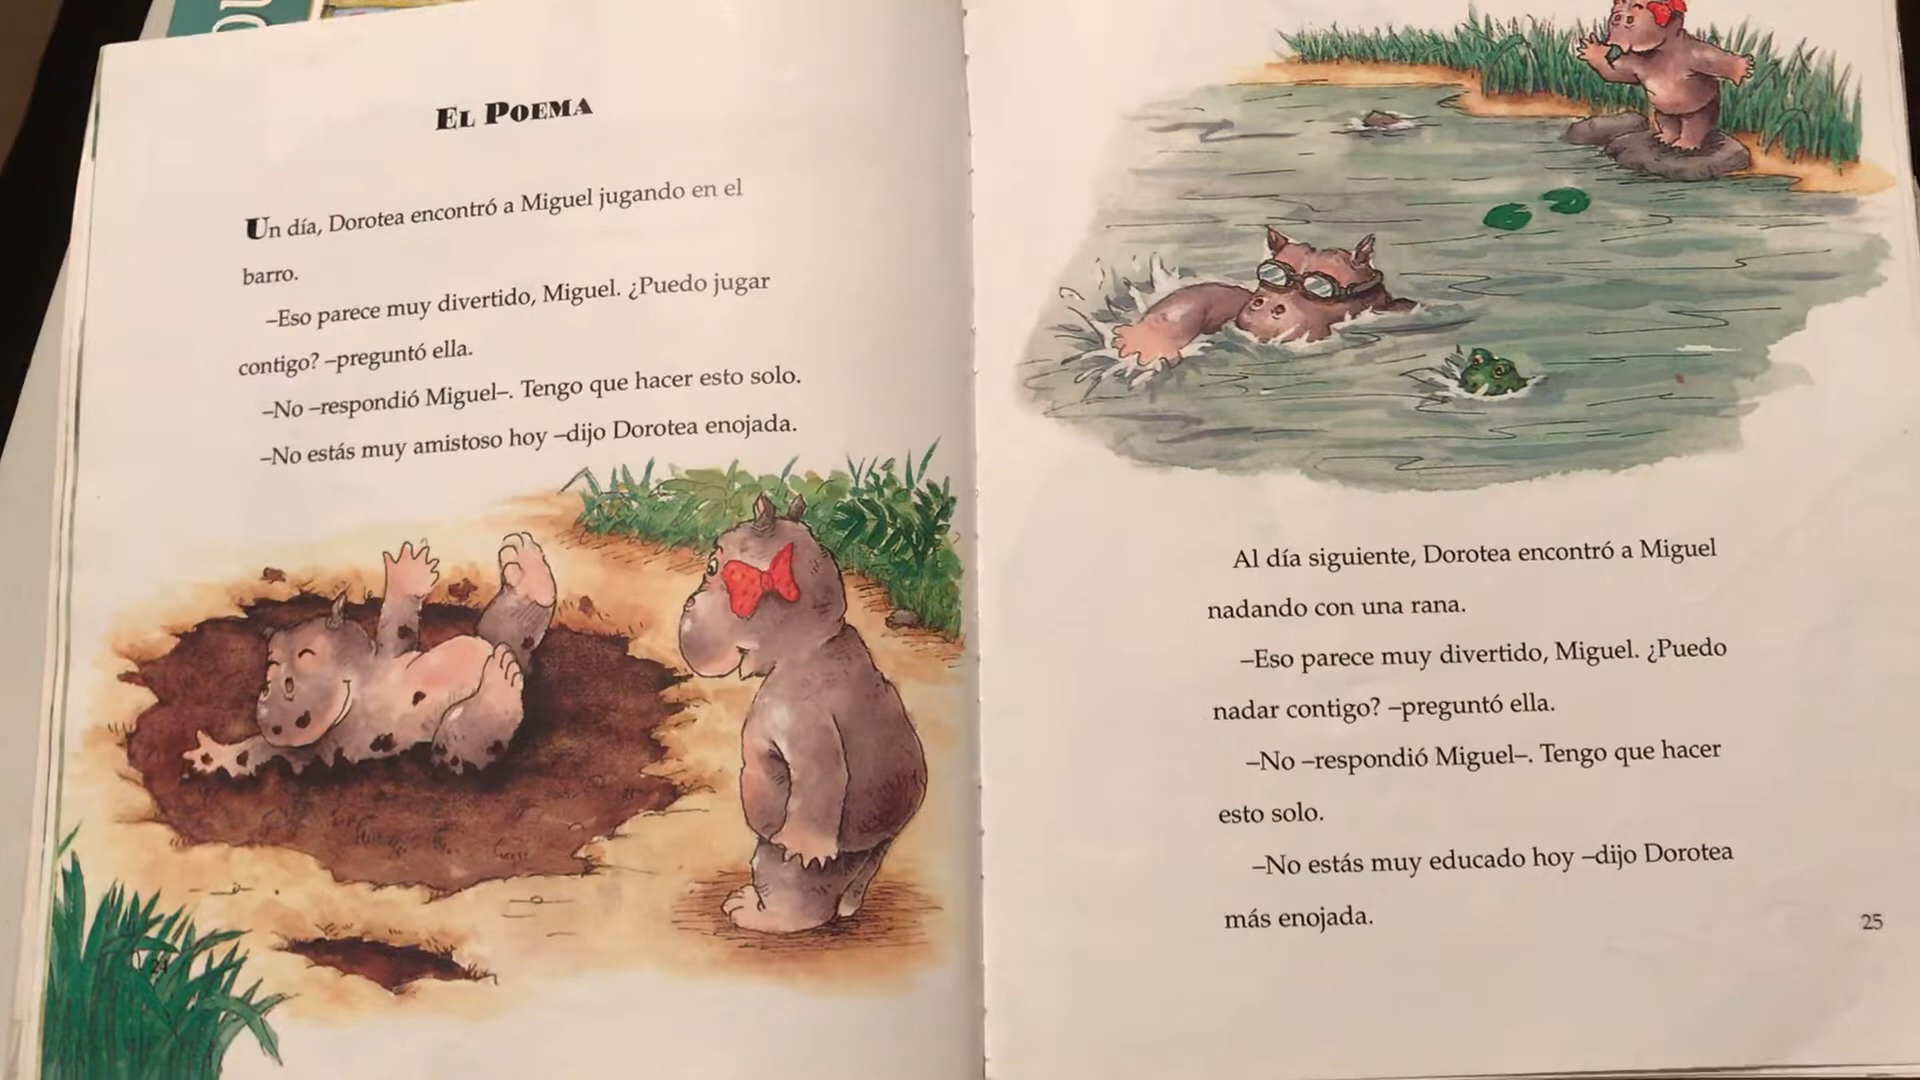 EL POEMA
Un día, Dorotea encontró a Miguel jugando en el
barro.
–Eso parece muy divertido, Miguel. ¿Puedo jugar
contigo? –preguntó ella.
–No –respondió Miguel–. Tengo que hacer esto solo.
–No estás muy amistoso hoy –dijo Dorotea enojada.
24
Al día siguiente, Dorotea encontró a Miguel
nadando con una rana.
–Eso parece muy divertido, Miguel. ¿Puedo
nadar contigo? –preguntó ella.
–No –respondió Miguel–. Tengo que hacer
esto solo.
–No estás muy educado hoy –dijo Dorotea
más enojada.
25